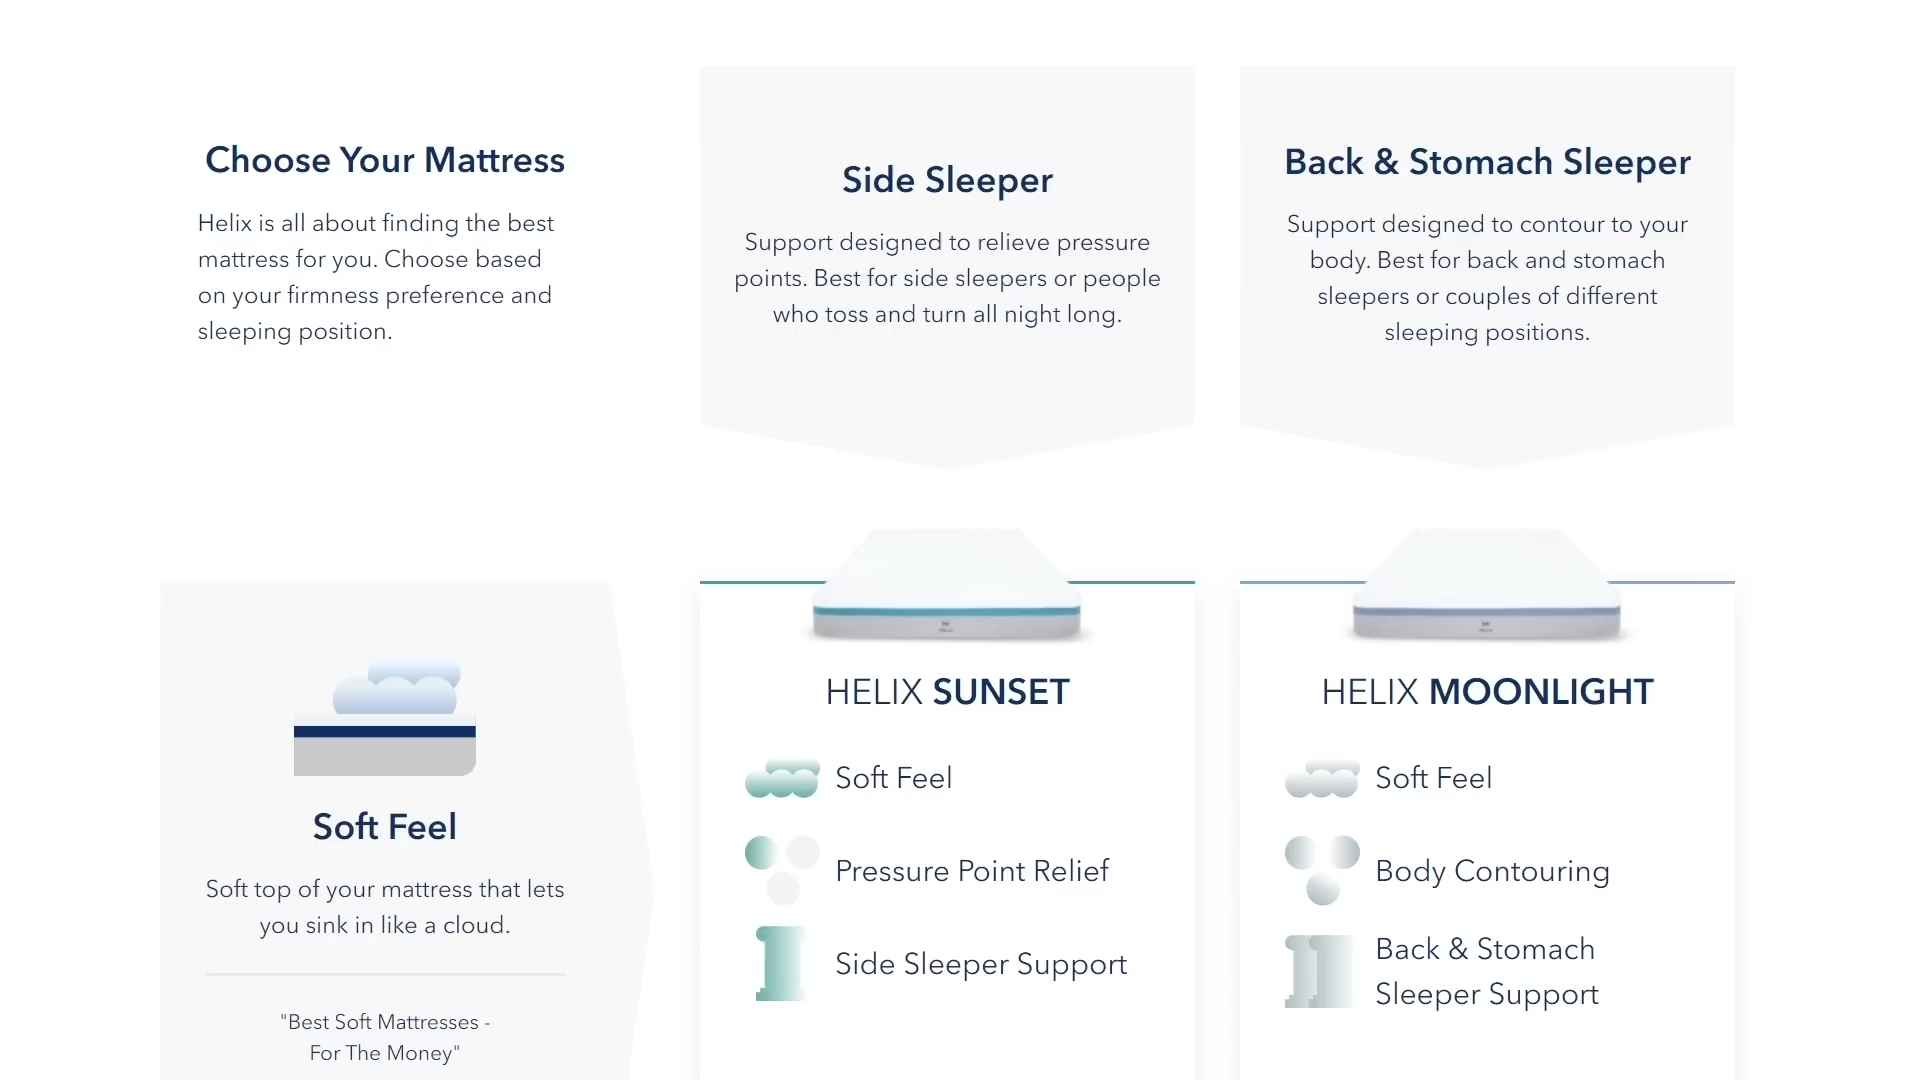 Choose Your Mattress
Helix is all about finding the best
mattress for you. Choose based
on your firmness preference and
sleeping position.
Side Sleeper
Support designed to relieve pressure
points. Best for side sleepers or people
who toss and turn all night long.
Back & Stomach Sleeper
Support designed to contour to your
body. Best for back and stomach
sleepers or couples of different
sleeping positions.
Soft Feel
Soft top of your mattress that lets
you sink in like a cloud.
"Best Soft Mattresses -
For The Money"
HELIX SUNSET
Soft Feel
Pressure Point Relief
Side Sleeper Support
HELIX MOONLIGHT
Soft Feel
Body Contouring
Back & Stomach
Sleeper Support